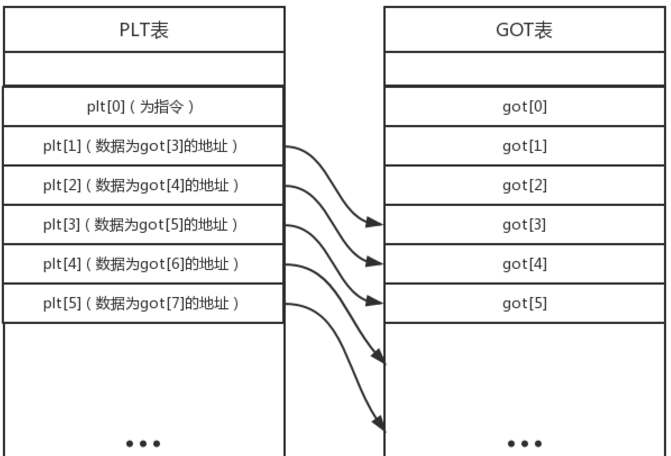 PLT表
GOT表
plt[0] ( 为指令 )
got[0]
plt[1] ( 数据为got[3]的地址 )
got[1]
plt[2] ( 数据为got[4]的地址 )
got[2]
plt[3] ( 数据为got[5]的地址 )
got[3]
plt[4] ( 数据为got[6]的地址 )
got[4]
plt[5] ( 数据为got[7]的地址 )
got[5]
•••
•••